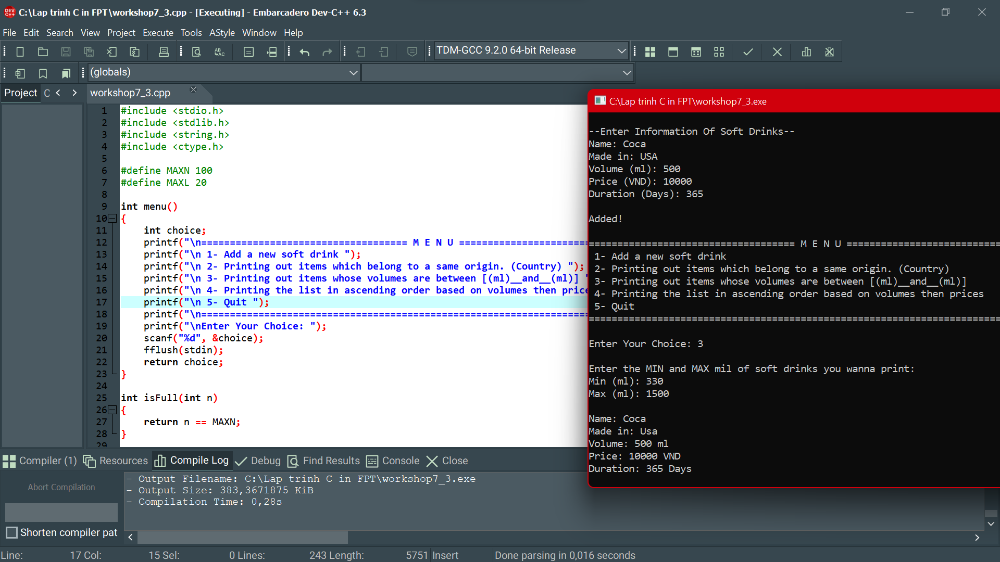 C:\Lap trinh C in FPT\workshop7_3.cpp - [Executing] - Embarcadero Dev-C++ 6.3
File Edit Search View Project Execute Tools AStyle Window Help
TDM-GCC 9.2.0 64-bit Release
(globals)
Project
workshop7_3.cpp
1 #include <stdio.h>
2 #include <stdlib.h>
3 #include <string.h>
4 #include <ctype.h>
5
6 #define MAXN 100
7 #define MAXL 20
8
9 int menu()
10 {
11 int choice;
12 printf("\n==================================== M E N U =======================
13 printf("\n 1- Add a new soft drink ");
14 printf("\n 2- Printing out items which belong to a same origin. (Country) ");
15 printf("\n 3- Printing out items whose volumes are between [(ml)__and__(ml)] "
16 printf("\n 4- Printing the list in ascending order based on volumes then price
17 printf("\n 5- Quit ");
18 printf("\n====================================================================
19 printf("\nEnter Your Choice: ");
20 scanf("%d", &choice);
21 fflush(stdin);
22 return choice;
23 }
24
25 int isFull(int n)
26 {
27 return n == MAXN;
28 }
29
C:\Lap trinh C in FPT\workshop7_3.exe
--Enter Information Of Soft Drinks--
Name: Coca
Made in: USA
Volume (ml): 500
Price (VND): 10000
Duration (Days): 365
Added!
==================================== M E N U ===========================
1- Add a new soft drink
2- Printing out items which belong to a same origin. (Country)
3- Printing out items whose volumes are between [(ml)__and__(ml)]
4- Printing the list in ascending order based on volumes then prices
5- Quit
========================================================================
Enter Your Choice: 3
Enter the MIN and MAX mil of soft drinks you wanna print:
Min (ml): 330
Max (ml): 1500
Name: Coca
Made in: Usa
Volume: 500 ml
Price: 10000 VND
Duration: 365 Days
Compiler (1) Resources Compile Log Debug Find Results Console Close
Abort Compilation
Shorten compiler pat
- Output Filename: C:\Lap trinh C in FPT\workshop7_3.exe
- Output Size: 383,3671875 KiB
- Compilation Time: 0,28s
Line: 17 Col: 15 Sel: 0 Lines: 243 Length: 5751 Insert Done parsing in 0,016 seconds